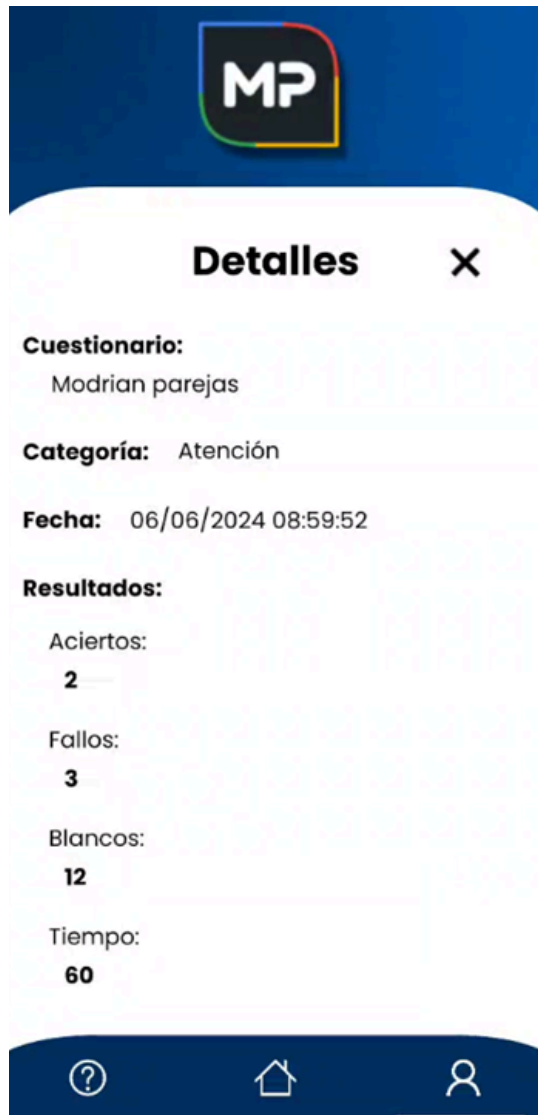 MP
Detalles
Cuestionario:
Modrian parejas
Categoría: Atención
Fecha: 06/06/2024 08:59:52
Resultados:
Aciertos:
2
Fallos:
3
Blancos:
12
Tiempo:
60